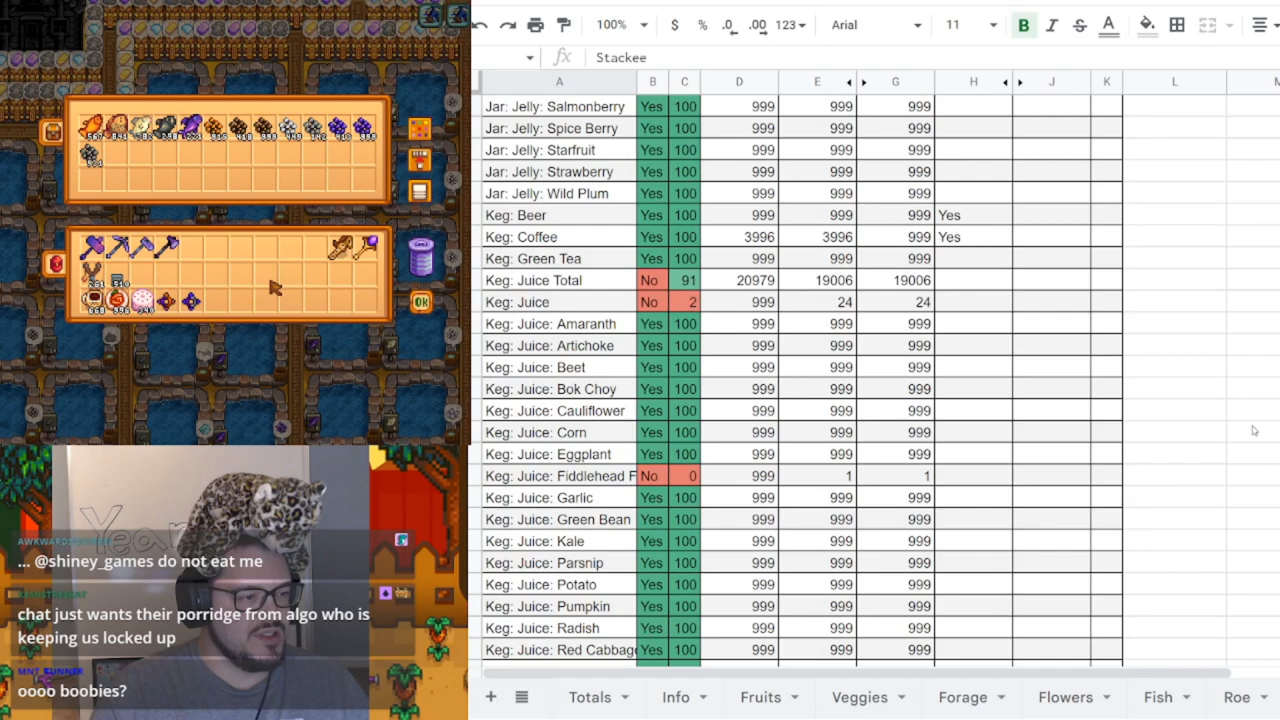 100% $ % .0 .00 123 Arial 11 B I S A
fx Stackee
A B C D E G H J K L M
Jar: Jelly: Salmonberry Yes 100 999 999 999
Jar: Jelly: Spice Berry Yes 100 999 999 999
Jar: Jelly: Starfruit Yes 100 999 999 999
Jar: Jelly: Strawberry Yes 100 999 999 999
Jar: Jelly: Wild Plum Yes 100 999 999 999
Keg: Beer Yes 100 999 999 999 Yes
Keg: Coffee Yes 100 3996 3996 999 Yes
Keg: Green Tea Yes 100 999 999 999
Keg: Juice Total No 91 20979 19006 19006
Keg: Juice No 2 999 24 24
Keg: Juice: Amaranth Yes 100 999 999 999
Keg: Juice: Artichoke Yes 100 999 999 999
Keg: Juice: Beet Yes 100 999 999 999
Keg: Juice: Bok Choy Yes 100 999 999 999
Keg: Juice: Cauliflower Yes 100 999 999 999
Keg: Juice: Corn Yes 100 999 999 999
Keg: Juice: Eggplant Yes 100 999 999 999
Keg: Juice: Fiddlehead F No 0 999 1 1
Keg: Juice: Garlic Yes 100 999 999 999
Keg: Juice: Green Bean Yes 100 999 999 999
Keg: Juice: Kale Yes 100 999 999 999
Keg: Juice: Parsnip Yes 100 999 999 999
Keg: Juice: Potato Yes 100 999 999 999
Keg: Juice: Pumpkin Yes 100 999 999 999
Keg: Juice: Radish Yes 100 999 999 999
Keg: Juice: Red Cabbage Yes 100 999 999 999
Totals Info Fruits Veggies Forage Flowers Fish Roe
OK
Year
... @shiney_games do not eat me
chat just wants their porridge from algo who is
keeping us locked up
MNT SUNNER
oooo boobies?